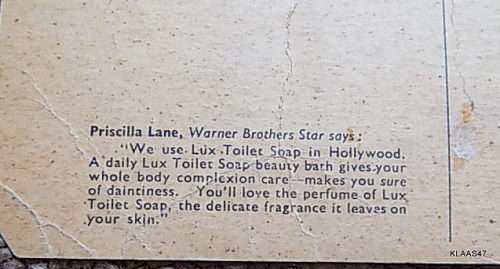 Priscilla Lane, Warner Brothers Star says:
"We use Lux Toilet Soap in Hollywood.
A daily Lux Toilet Soap beauty bath gives your
whole body complexion care—makes you sure
of daintiness. You'll love the perfume of Lux
Toilet Soap, the delicate fragrance it leaves on
your skin."
KLAAS47